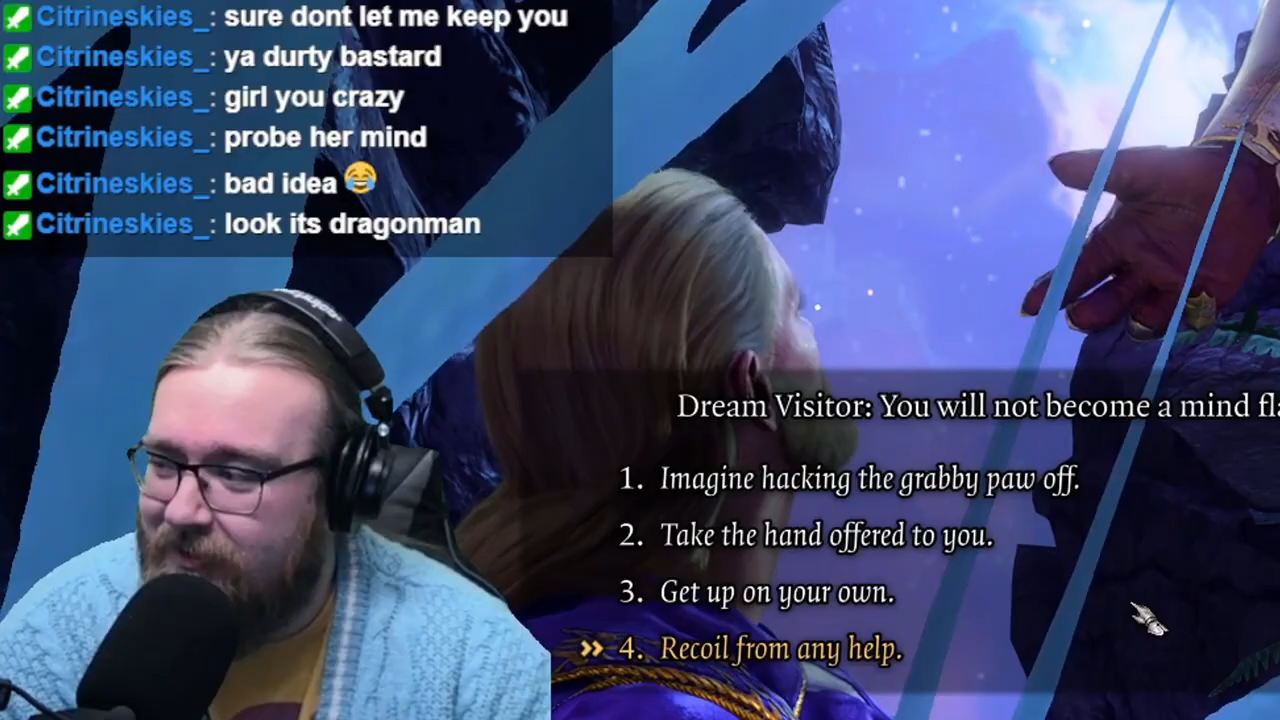 Citrineskies_: sure dont let me keep you
Citrineskies_: ya durty bastard
Citrineskies_: girl you crazy
Citrineskies_: probe her mind
Citrineskies_: bad idea 😂
Citrineskies_: look its dragonman
Dream Visitor: You will not become a mind fl
1. Imagine hacking the grabby paw off.
2. Take the hand offered to you.
3. Get up on your own.
4. Recoil from any help.